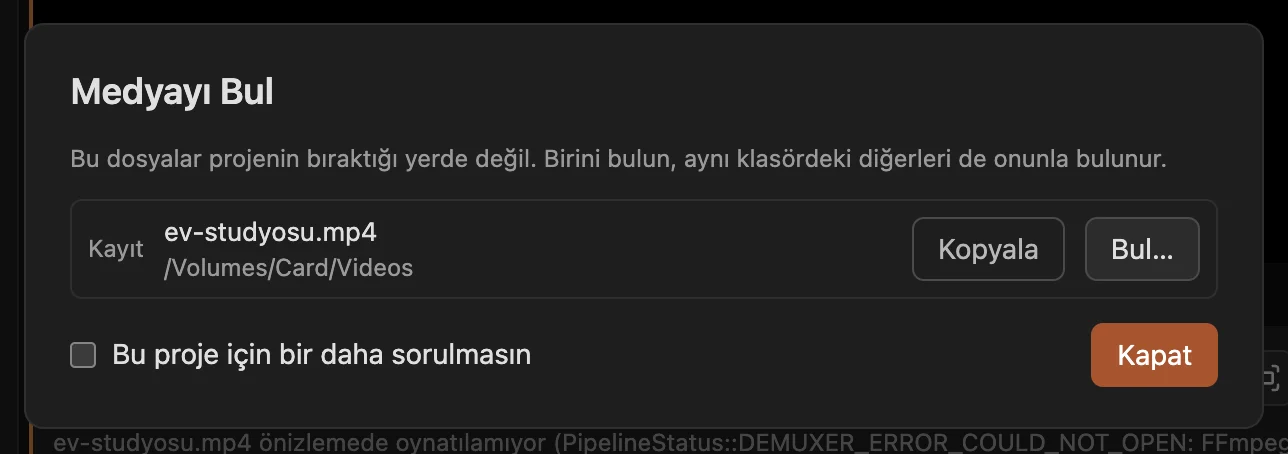 Medyayı Bul
Bu dosyalar projenin bıraktığı yerde değil. Birini bulun, aynı klasördeki diğerleri de onunla bulunur.
Kayıt
ev-studyosu.mp4
/Volumes/Card/Videos
Kopyala
Bul...
Bu proje için bir daha sorulmasın
Kapat
ev-studyosu.mp4 önizlemede oynatılamıyor (PipelineStatus::DEMUXER_ERROR_COULD_NOT_OPEN: FFmpeg